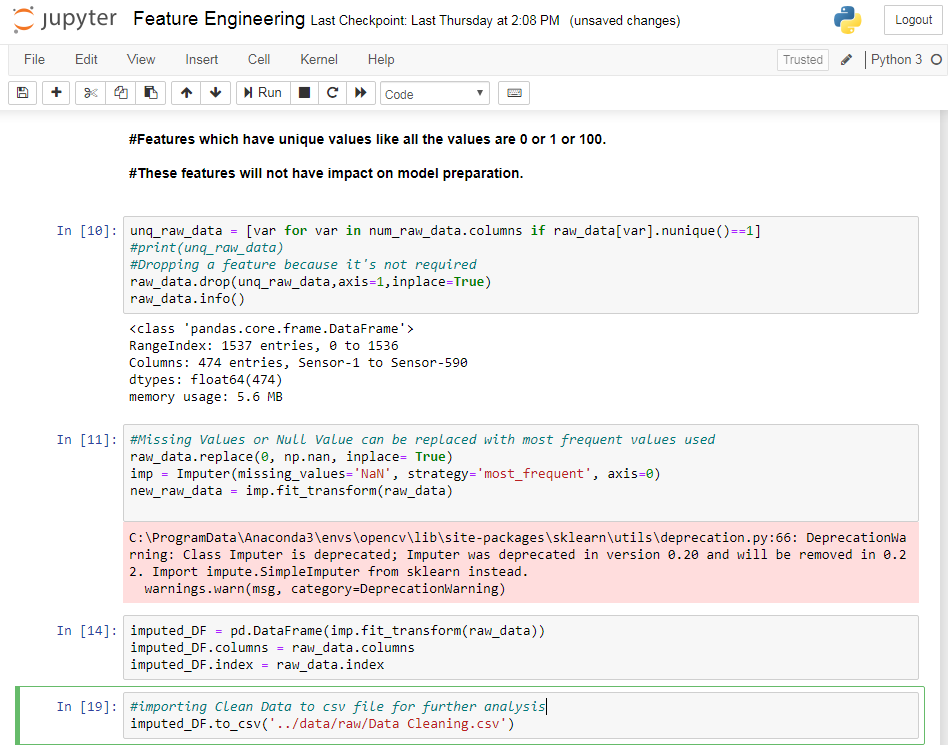 jupyter Feature Engineering Last Checkpoint: Last Thursday at 2:08 PM (unsaved changes) Logout
File Edit View Insert Cell Kernel Help Trusted Python 3
Run Code
#Features which have unique values like all the values are 0 or 1 or 100.
#These features will not have impact on model preparation.
In [10]: unq_raw_data = [var for var in num_raw_data.columns if raw_data[var].nunique()==1]
#print(unq_raw_data)
#Dropping a feature because it's not required
raw_data.drop(unq_raw_data,axis=1,inplace=True)
raw_data.info()
<class 'pandas.core.frame.DataFrame'>
RangeIndex: 1537 entries, 0 to 1536
Columns: 474 entries, Sensor-1 to Sensor-590
dtypes: float64(474)
memory usage: 5.6 MB
In [11]: #Missing Values or Null Value can be replaced with most frequent values used
raw_data.replace(0, np.nan, inplace= True)
imp = Imputer(missing_values='NaN', strategy='most_frequent', axis=0)
new_raw_data = imp.fit_transform(raw_data)
C:\ProgramData\Anaconda3\envs\opencv\lib\site-packages\sklearn\utils\deprecation.py:66: DeprecationWa
rning: Class Imputer is deprecated; Imputer was deprecated in version 0.20 and will be removed in 0.2
2. Import impute.SimpleImputer from sklearn instead.
warnings.warn(msg, category=DeprecationWarning)
In [14]: imputed_DF = pd.DataFrame(imp.fit_transform(raw_data))
imputed_DF.columns = raw_data.columns
imputed_DF.index = raw_data.index
In [19]: #importing Clean Data to csv file for further analysis
imputed_DF.to_csv('../data/raw/Data Cleaning.csv')